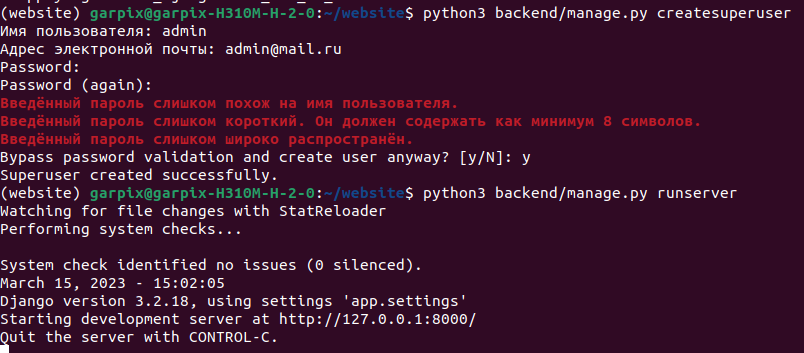 (website) garpix@garpix-H310M-H-2-0:~/website$ python3 backend/manage.py createsuperuser
Имя пользователя: admin
Адрес электронной почты: admin@mail.ru
Password:
Password (again):
Введённый пароль слишком похож на имя пользователя.
Введённый пароль слишком короткий. Он должен содержать как минимум 8 символов.
Введённый пароль слишком широко распространён.
Bypass password validation and create user anyway? [y/N]: y
Superuser created successfully.
(website) garpix@garpix-H310M-H-2-0:~/website$ python3 backend/manage.py runserver
Watching for file changes with StatReloader
Performing system checks...
System check identified no issues (0 silenced).
March 15, 2023 - 15:02:05
Django version 3.2.18, using settings 'app.settings'
Starting development server at http://127.0.0.1:8000/
Quit the server with CONTROL-C.